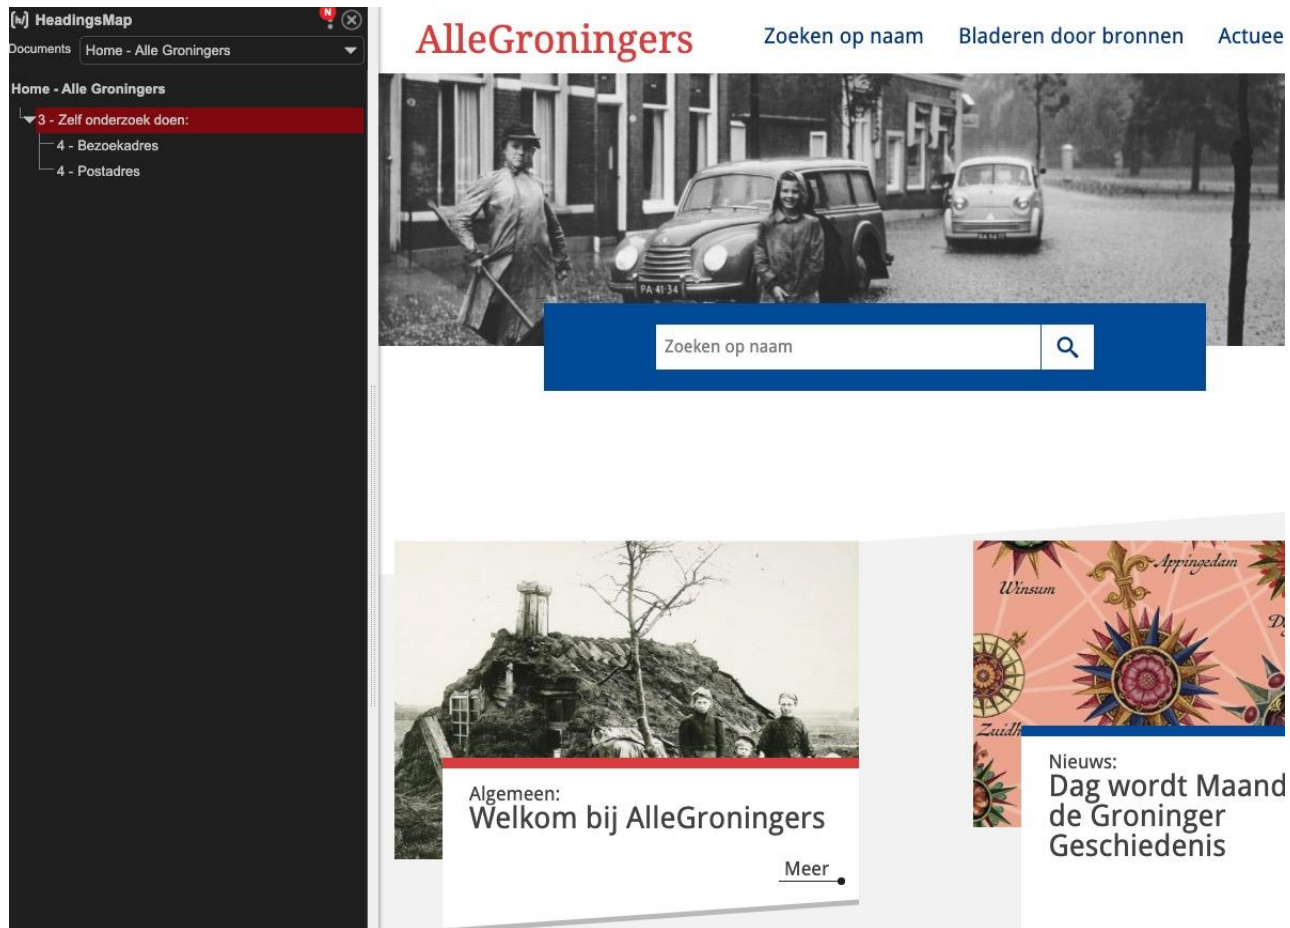 HeadingsMap
N
Documents Home - Alle Groningers
Home - Alle Groningers
3 - Zelf onderzoek doen:
4 - Bezoekadres
4 - Postadres
AlleGroningers
Zoeken op naam Bladeren door bronnen Actuee
PA-41-34
Zoeken op naam
Appingedam
Winsum
Zuidh
Algemeen:
Welkom bij AlleGroningers
Meer
Nieuws:
Dag wordt Maand
de Groninger
Geschiedenis